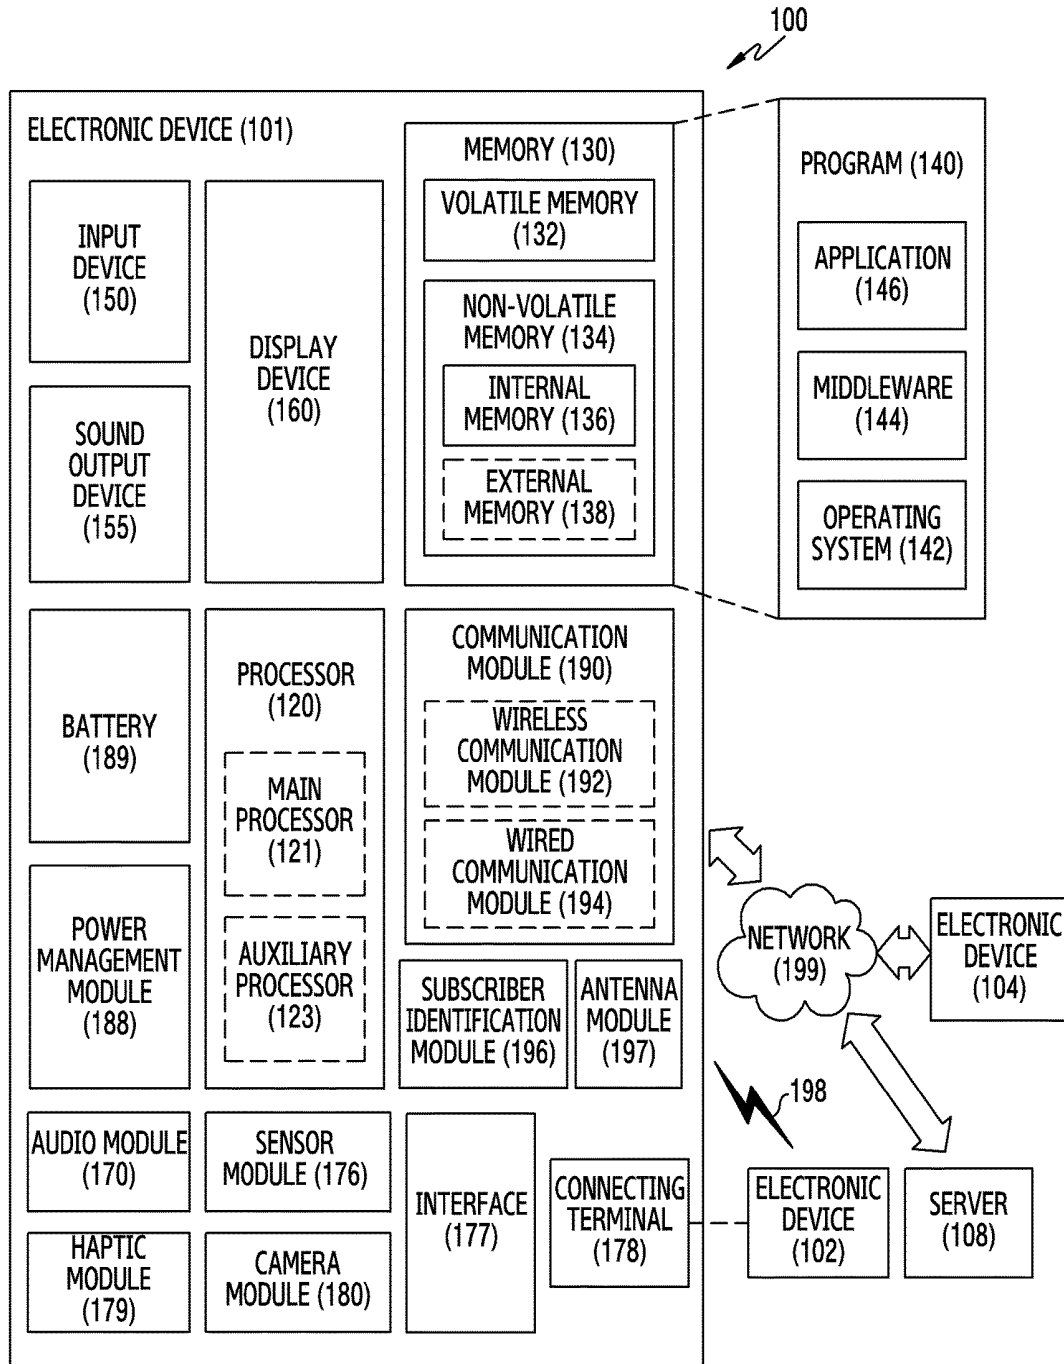 100
ELECTRONIC DEVICE (101)
INPUT
DEVICE
(150)
DISPLAY
DEVICE
(160)
SOUND
OUTPUT
DEVICE
(155)
MEMORY (130)
VOLATILE MEMORY
(132)
NON-VOLATILE
MEMORY (134)
INTERNAL
MEMORY (136)
EXTERNAL
MEMORY (138)
PROGRAM (140)
APPLICATION
(146)
MIDDLEWARE
(144)
OPERATING
SYSTEM (142)
BATTERY
(189)
POWER
MANAGEMENT
MODULE
(188)
PROCESSOR
(120)
MAIN
PROCESSOR
(121)
AUXILIARY
PROCESSOR
(123)
COMMUNICATION
MODULE (190)
WIRELESS
COMMUNICATION
MODULE (192)
WIRED
COMMUNICATION
MODULE (194)
SUBSCRIBER
IDENTIFICATION
MODULE (196)
ANTENNA
MODULE
(197)
NETWORK
(199)
ELECTRONIC
DEVICE
(104)
198
AUDIO MODULE
(170)
SENSOR
MODULE (176)
HAPTIC
MODULE
(179)
CAMERA
MODULE (180)
INTERFACE
(177)
CONNECTING
TERMINAL
(178)
ELECTRONIC
DEVICE
(102)
SERVER
(108)